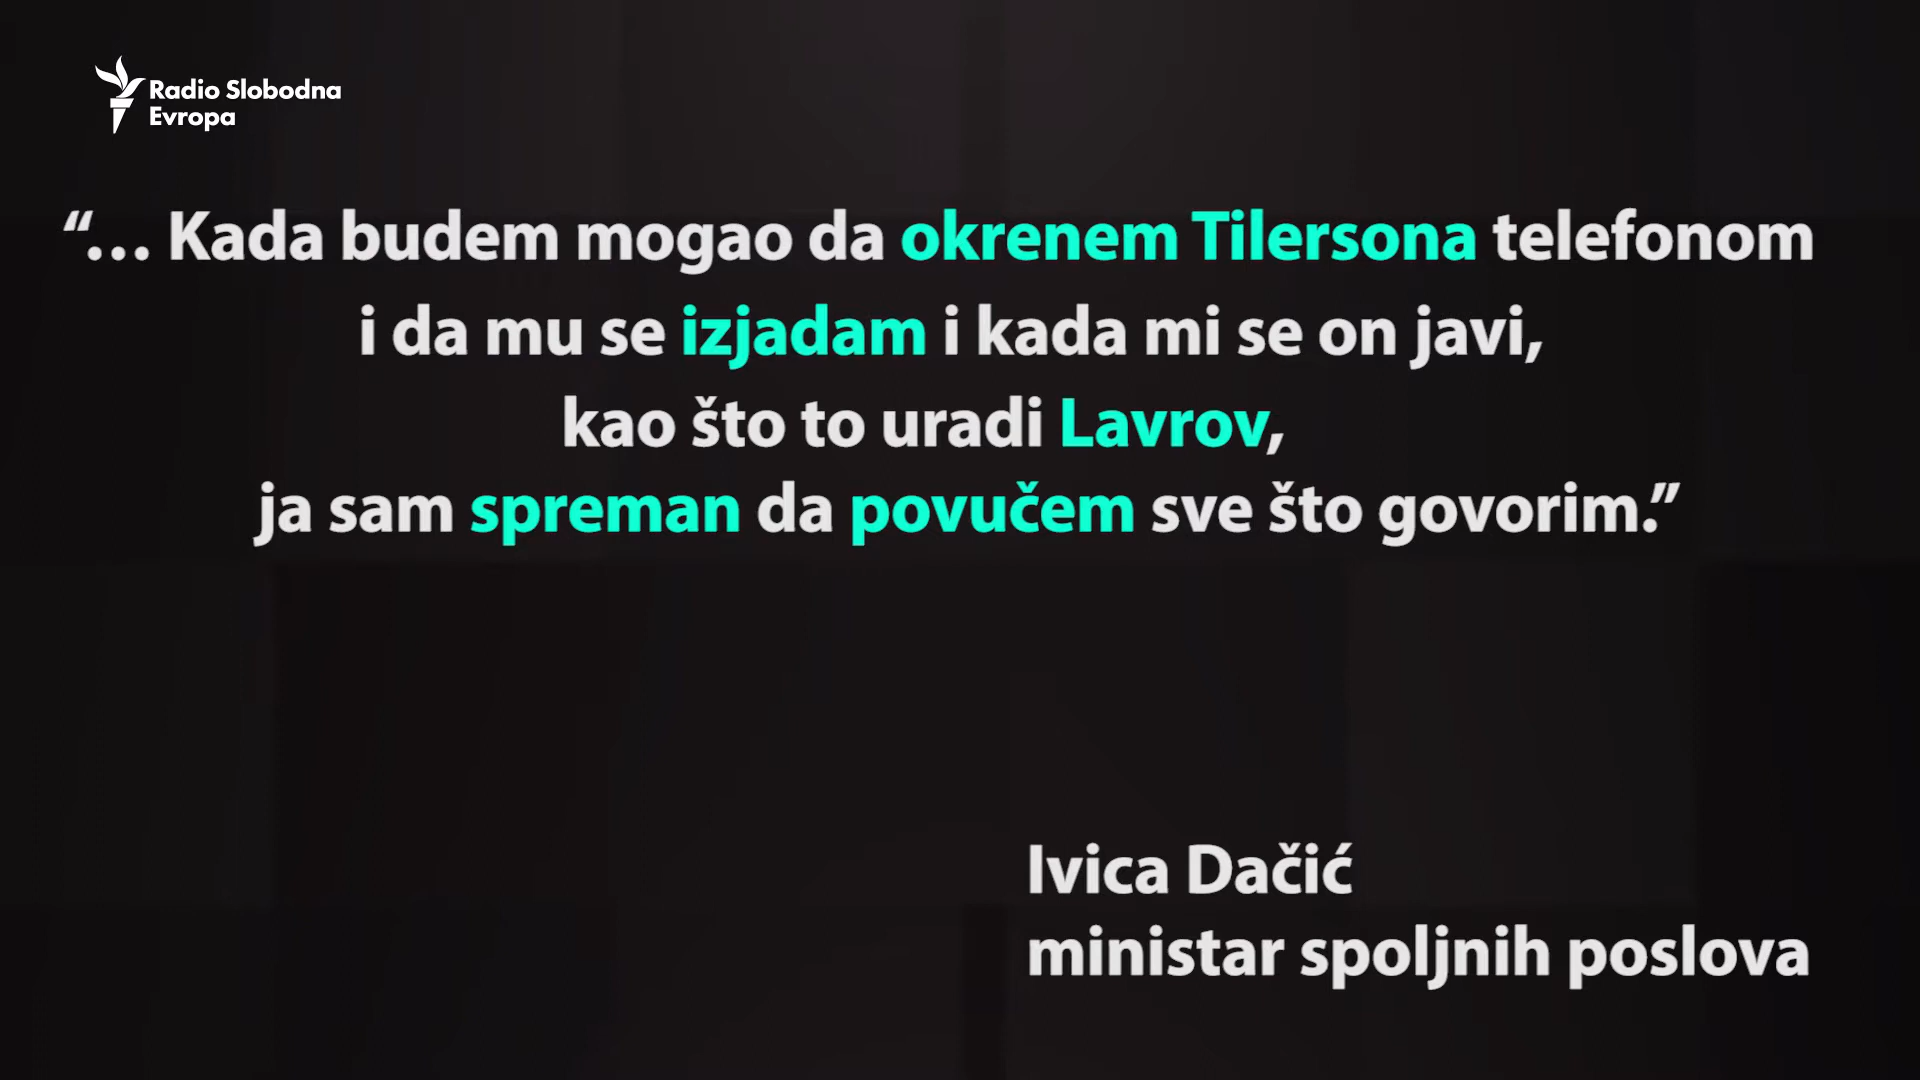 Radio Slobodna
Evropa
“... Kada budem mogao da okrenem Tilersona telefonom
i da mu se izjadam i kada mi se on javi,
kao što to uradi Lavrov,
ja sam spreman da povučem sve što govorim.”
Ivica Dačić
ministar spoljnih poslova